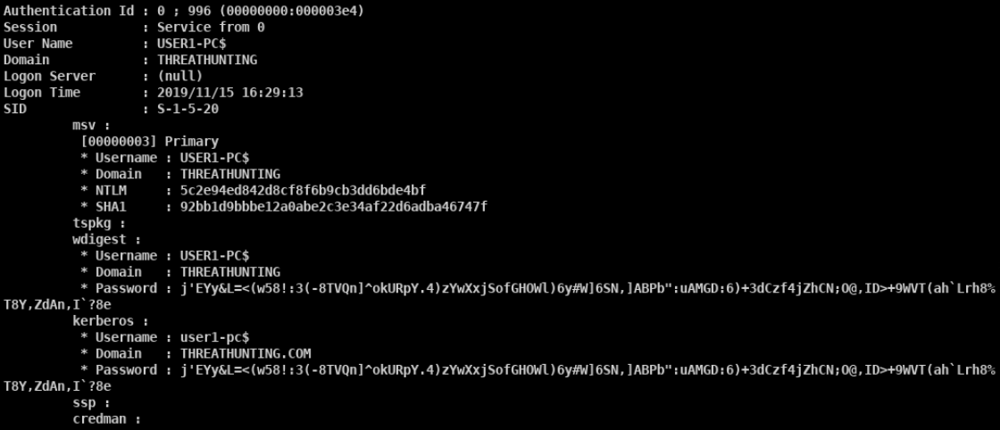 Authentication Id : 0 ; 996 (00000000:000003e4)
Session           : Service from 0
User Name         : USER1-PC$
Domain            : THREATHUNTING
Logon Server      : (null)
Logon Time        : 2019/11/15 16:29:13
SID               : S-1-5-20
msv :
[00000003] Primary
* Username : USER1-PC$
* Domain   : THREATHUNTING
* NTLM     : 5c2e94ed842d8cf8f6b9cb3dd6bde4bf
* SHA1     : 92bb1d9bbbe12a0abe2c3e34af22d6adba46747f
tspkg :
wdigest :
* Username : USER1-PC$
* Domain   : THREATHUNTING
* Password : j'EYy&L=<(w58!:3(-8TVQn]^okURpY.4)zYwXxjSofGHOWl)6y#W]6SN,]ABPb":uAMGD:6)+3dCzf4jZhCN;O@,ID>+9WVT(ah`Lrh8%
T8Y,ZdAn,I`?8e
kerberos :
* Username : user1-pc$
* Domain   : THREATHUNTING.COM
* Password : j'EYy&L=<(w58!:3(-8TVQn]^okURpY.4)zYwXxjSofGHOWl)6y#W]6SN,]ABPb":uAMGD:6)+3dCzf4jZhCN;O@,ID>+9WVT(ah`Lrh8%
T8Y,ZdAn,I`?8e
ssp :
credman :